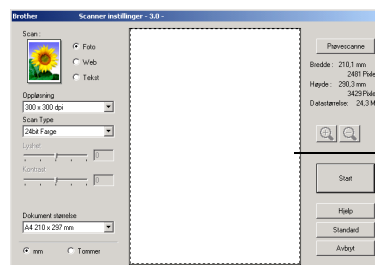 Brother Scanner instillinger - 3.0 -
Scan:
Foto
Web
Tekst
Oppløsning
300 x 300 dpi
Scan Type
24bit Farge
Lyshet
0
Kontrast
0
Dokument størrelse
A4 210 x 297 mm
mm Tommer
Prøvescanne
Bredde: 210,1 mm
2481 Pixle
Høyde: 290,3 mm
3429 Pixle
Datastørrelse: 24,3 M
Start
Hjelp
Standard
Avbryt